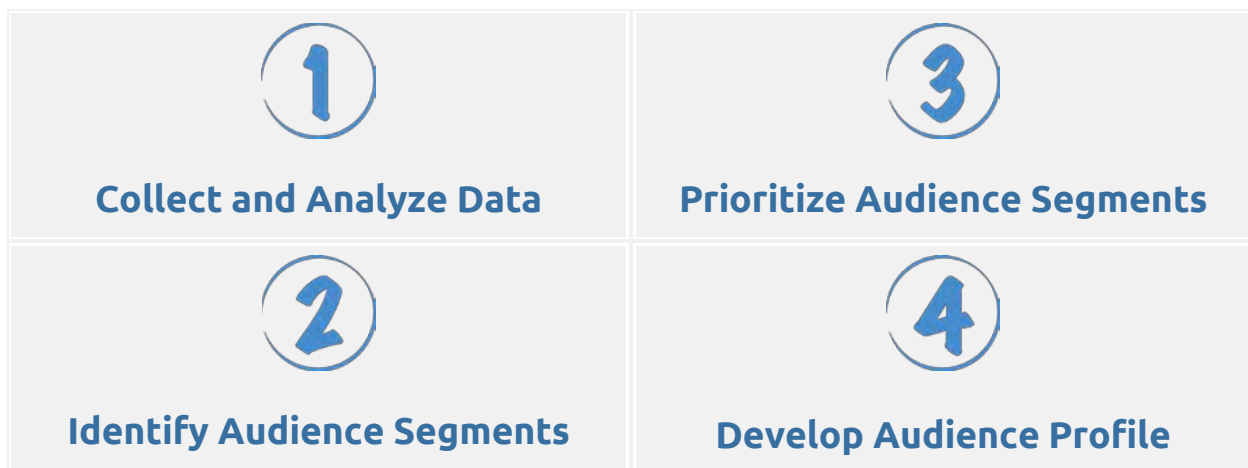 1
Collect and Analyze Data
2
Identify Audience Segments
3
Prioritize Audience Segments
4
Develop Audience Profile